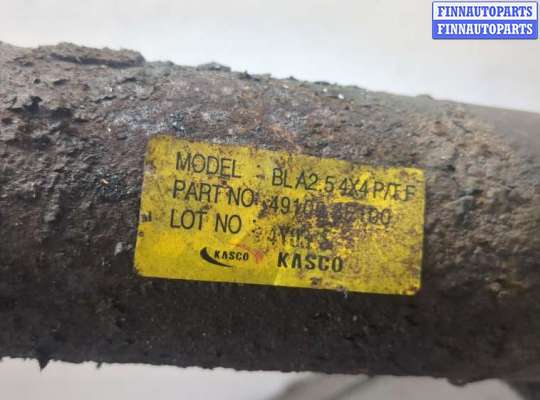 FINNAUTOPARTS
FINNAUTOPARTS
MODEL - BLA2.5 4X4 P/T-F
PART NO
LOT NO
KASCO KASCO